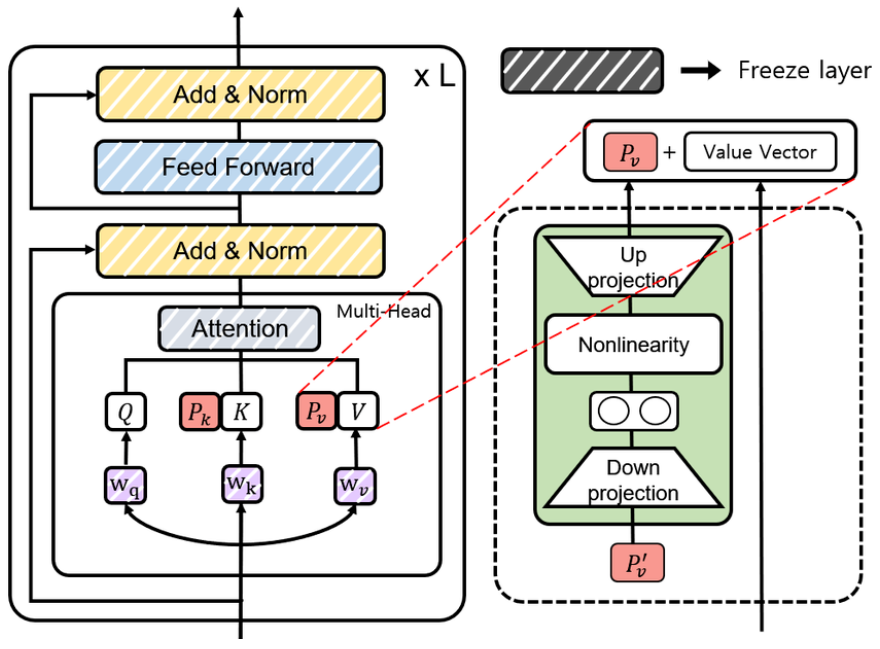 x L
Add & Norm
Feed Forward
Add & Norm
Multi-Head
Attention
Q
P_k K
P_v V
w_q
w_k
w_v
Freeze layer
P_v + Value Vector
Up
projection
Nonlinearity
Down
projection
P'_v